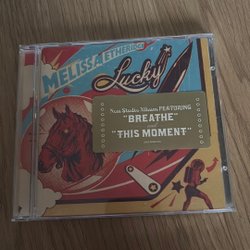 MELISSA ETHERIDGE
Lucky
New Studio Album FEATURING
"BREATHE"
"THIS MOMENT"